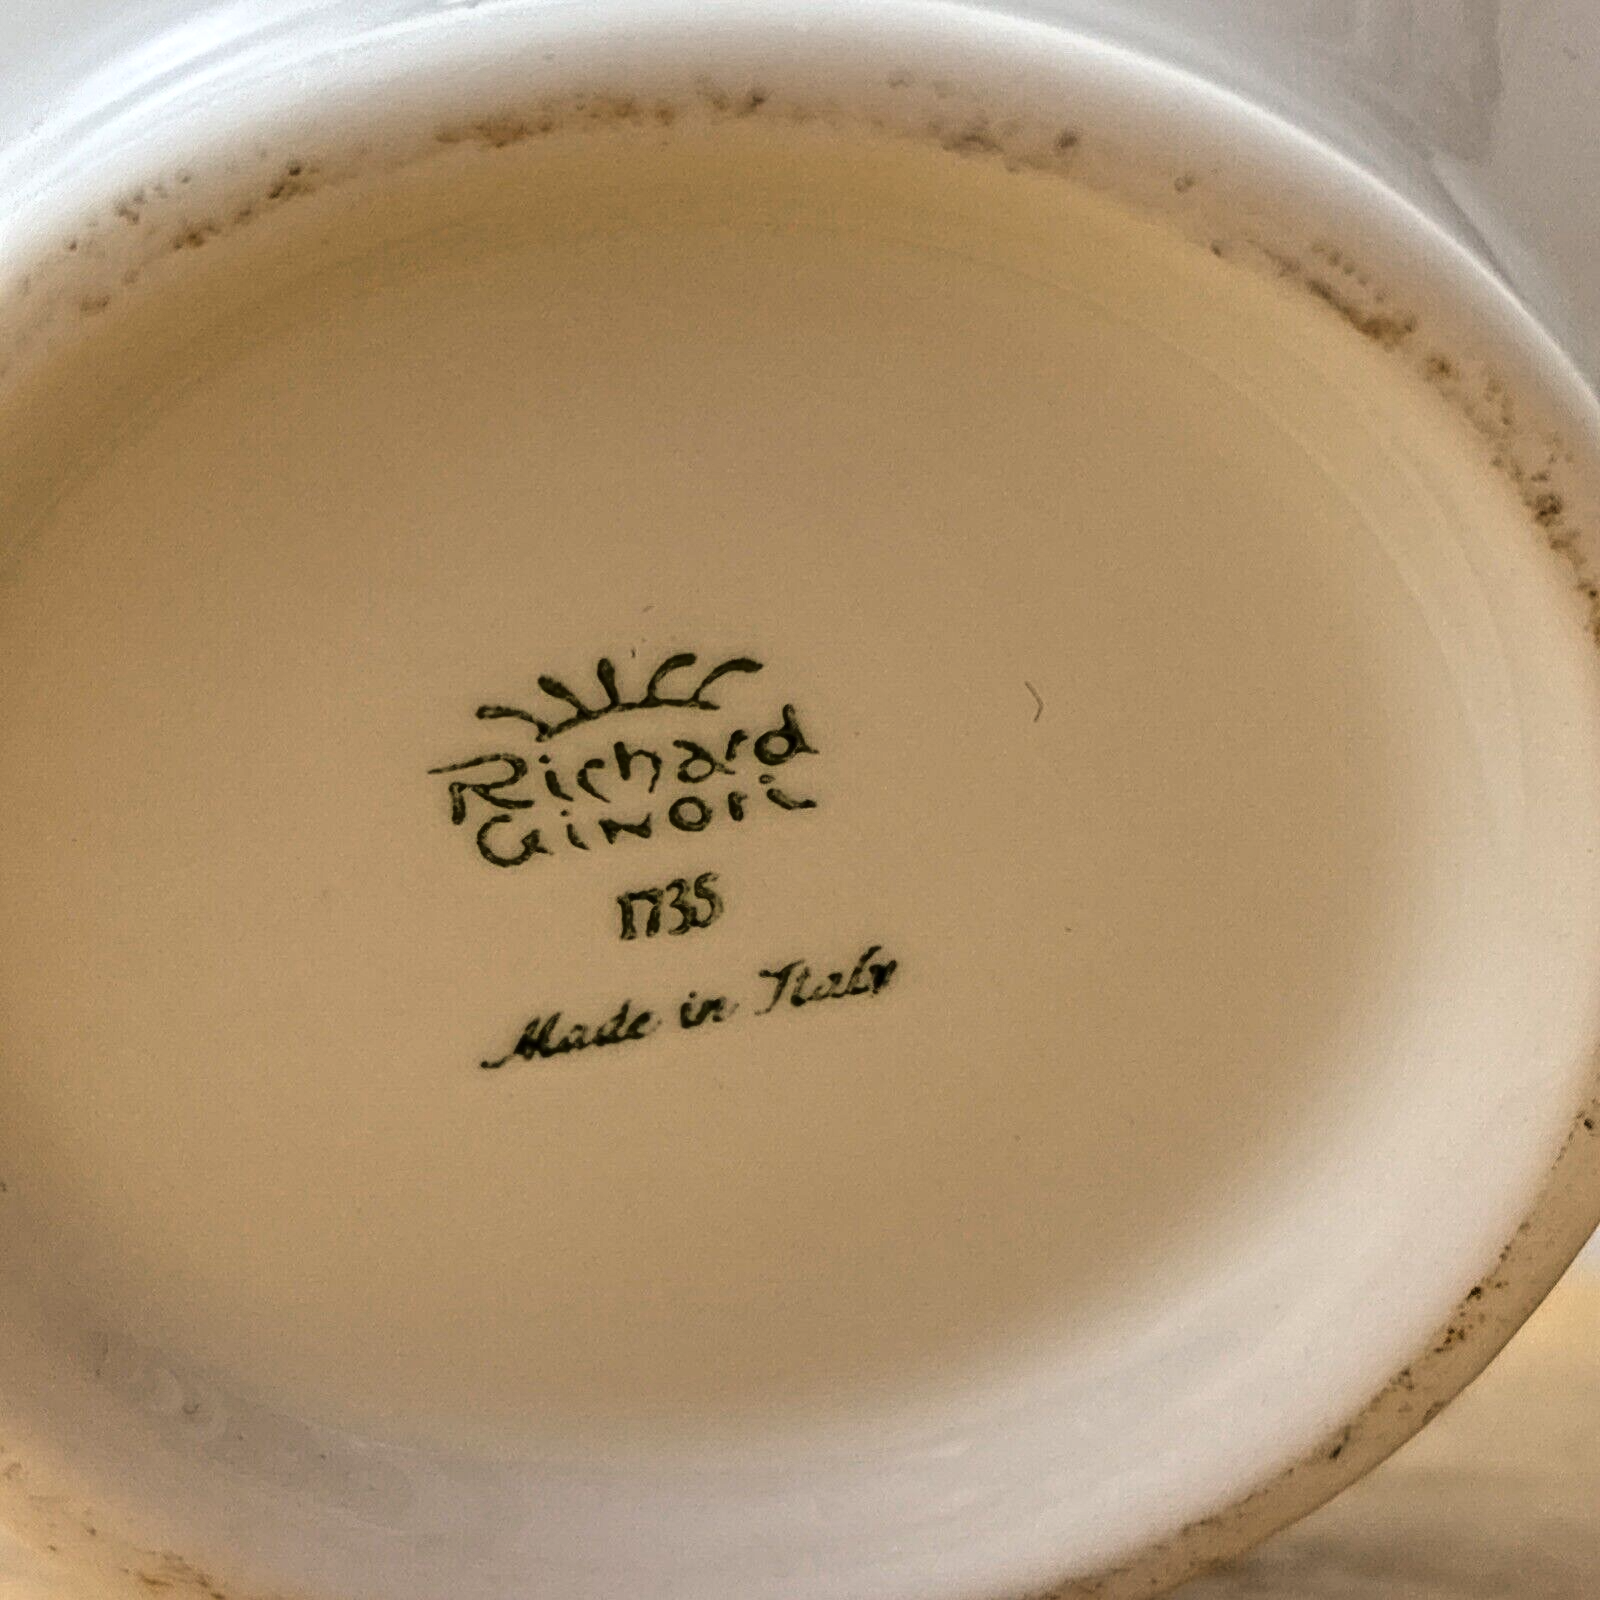 Richard
Ginori
1735
Made in Italy